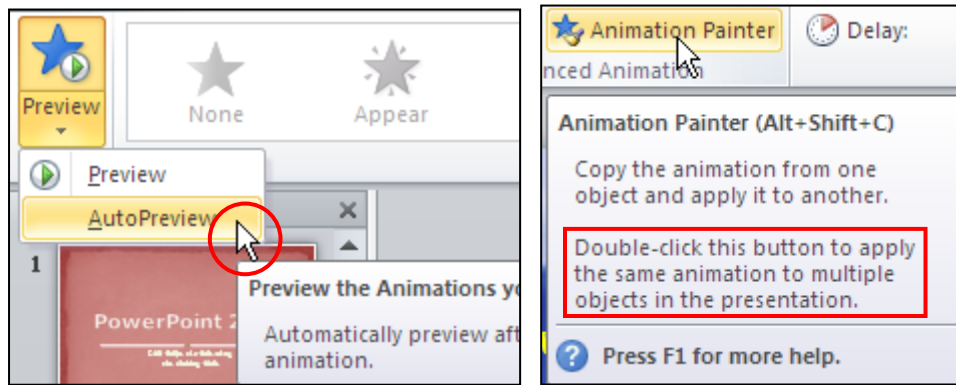 Preview
None
Appear
Preview
AutoPreview
1
PowerPoint 2
Preview the Animations yo
Automatically preview aft
animation.
Animation Painter
Delay:
nced Animation
Animation Painter (Alt+Shift+C)
Copy the animation from one
object and apply it to another.
Double-click this button to apply
the same animation to multiple
objects in the presentation.
Press F1 for more help.